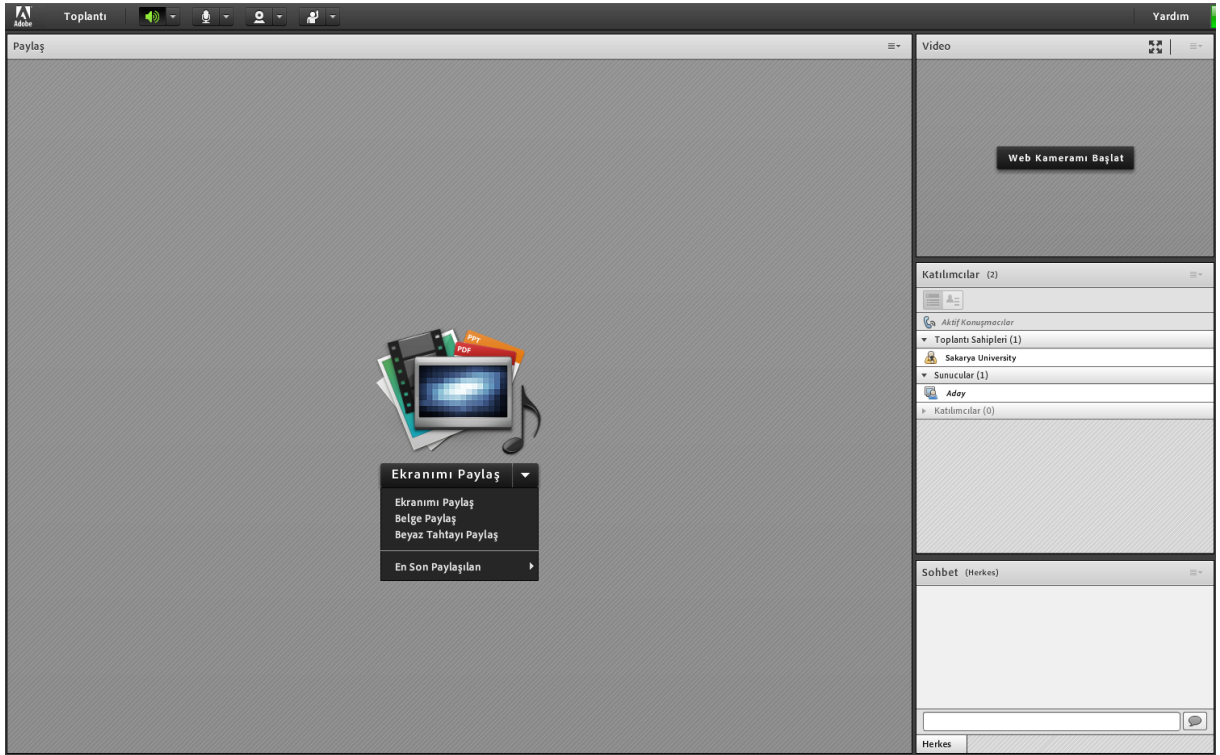 Adobe
Toplantı
Yardım
Paylaş
Video
Web Kameramı Başlat
Katılımcılar (2)
Aktif Konuşmacılar
Toplantı Sahipleri (1)
Sakarya University
Sunucular (1)
Aday
Katılımcılar (0)
PPT
PDF
Ekranımı Paylaş
Ekranımı Paylaş
Belge Paylaş
Beyaz Tahtayı Paylaş
En Son Paylaşılan
Sohbet (Herkes)
Herkes